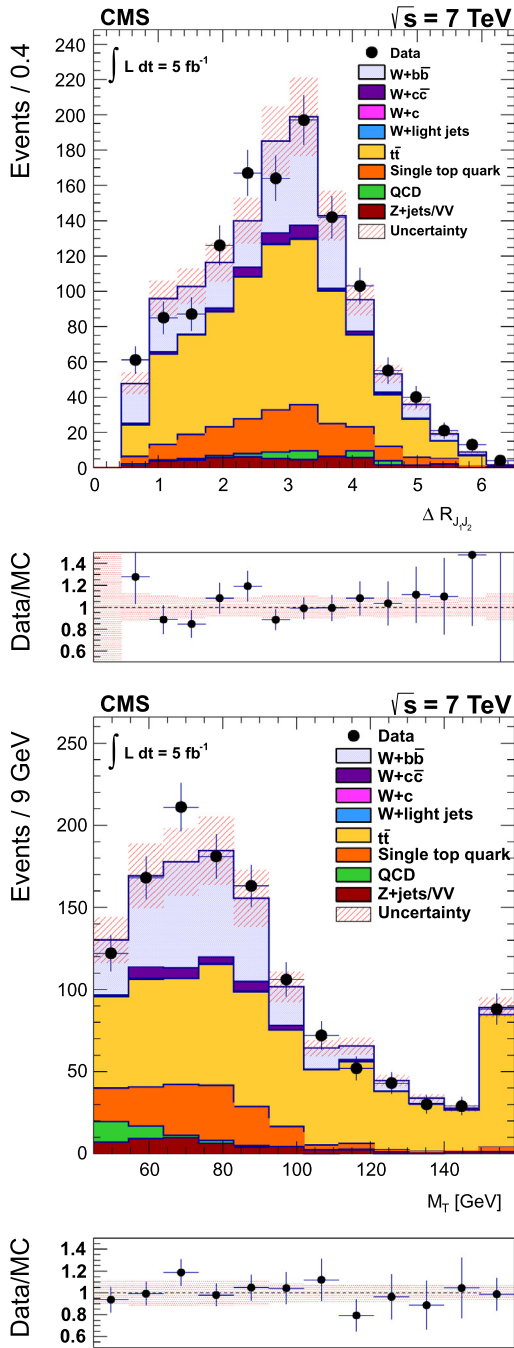 CMS √s = 7 TeV
∫ L dt = 5 fb⁻¹
Data
W+bb̅
W+cc̅
W+c
W+light jets
tt̅
Single top quark
QCD
Z+jets/VV
Uncertainty
Events / 0.4
240
220
200
180
160
140
120
100
80
60
40
20
0
0 1 2 3 4 5 6
Δ R_J₁J₂
Data/MC
1.4
1.2
1
0.8
0.6
CMS √s = 7 TeV
∫ L dt = 5 fb⁻¹
Data
W+bb̅
W+cc̅
W+c
W+light jets
tt̅
Single top quark
QCD
Z+jets/VV
Uncertainty
Events / 9 GeV
250
200
150
100
50
0
60 80 100 120 140
M_T [GeV]
Data/MC
1.4
1.2
1
0.8
0.6